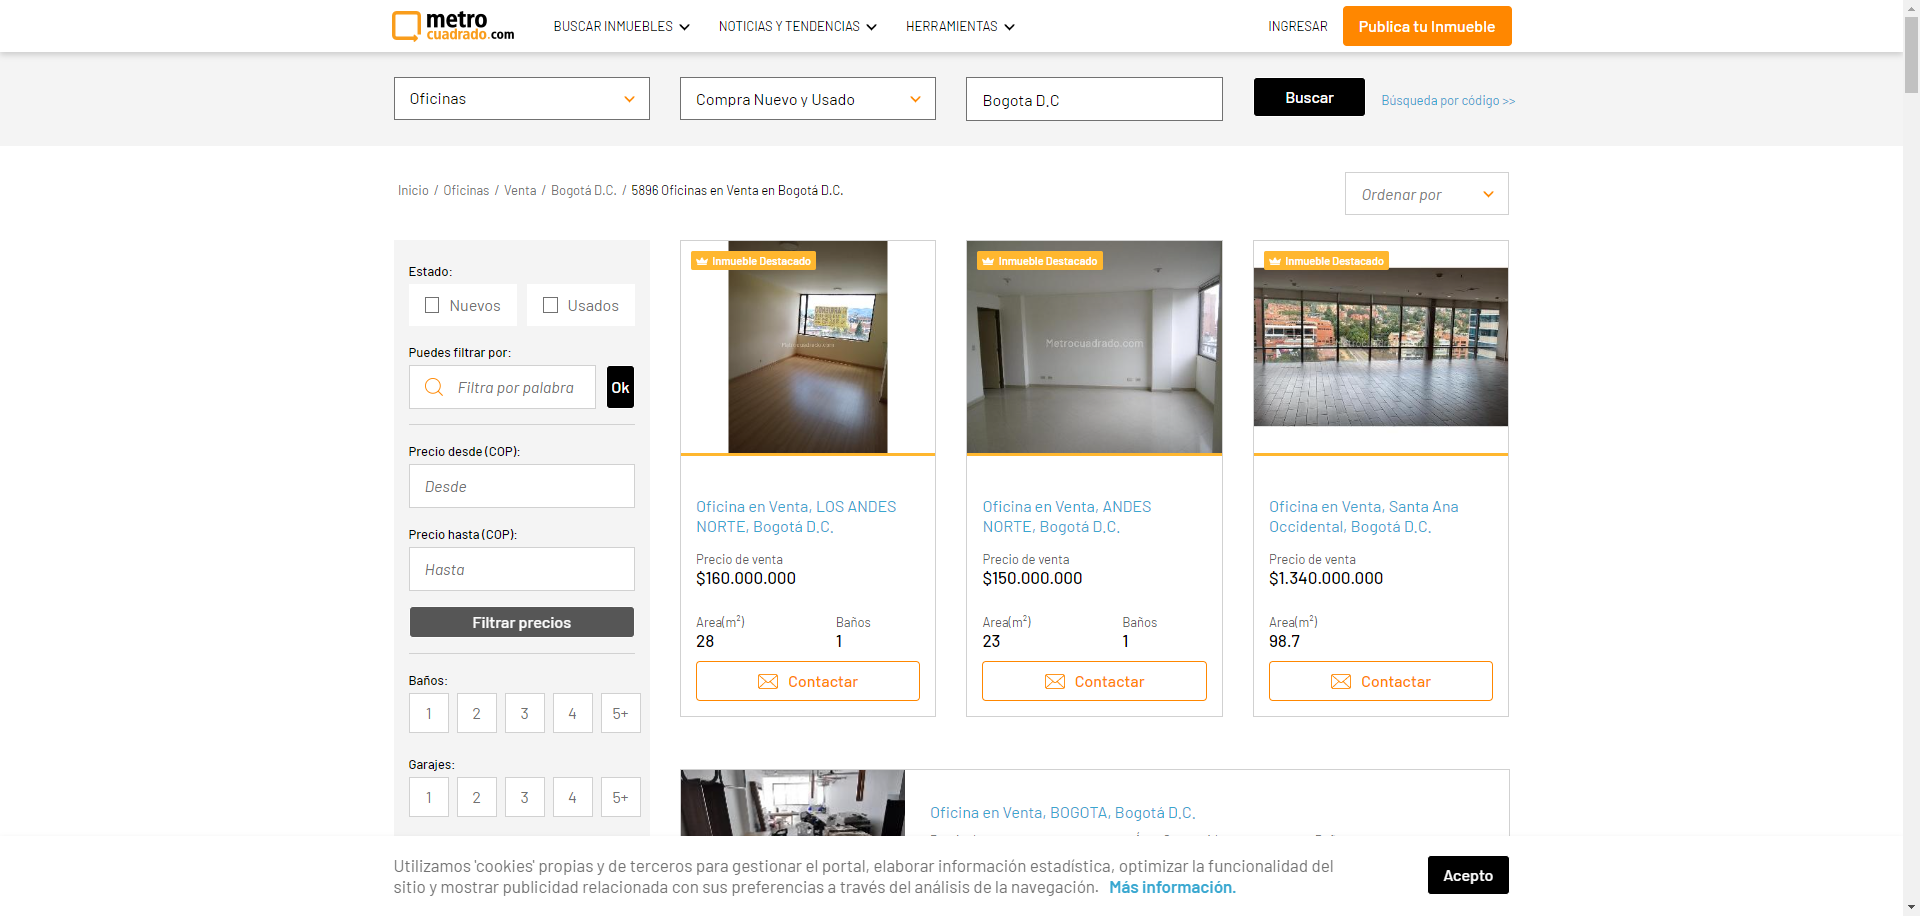 metro
cuadrado.com
BUSCAR INMUEBLES
NOTICIAS Y TENDENCIAS
HERRAMIENTAS
INGRESAR
Publica tu Inmueble
Oficinas
Compra Nuevo y Usado
Bogota D.C
Buscar
Búsqueda por código >>
Inicio / Oficinas / Venta / Bogotá D.C. / 5896 Oficinas en Venta en Bogotá D.C.
Ordenar por
Estado:
Nuevos
Usados
Puedes filtrar por:
Filtra por palabra
Ok
Precio desde (COP):
Desde
Precio hasta (COP):
Hasta
Filtrar precios
Baños:
1
2
3
4
5+
Garajes:
1
2
3
4
5+
Inmueble Destacado
Metrocuadrado.com
Oficina en Venta, LOS ANDES
NORTE, Bogotá D.C.
Precio de venta
$160.000.000
Area(m²)
Baños
28
1
Contactar
Inmueble Destacado
Metrocuadrado.com
Oficina en Venta, ANDES
NORTE, Bogotá D.C.
Precio de venta
$150.000.000
Area(m²)
Baños
23
1
Contactar
Inmueble Destacado
Metrocuadrado.com
Oficina en Venta, Santa Ana
Occidental, Bogotá D.C.
Precio de venta
$1.340.000.000
Area(m²)
98.7
Contactar
Oficina en Venta, BOGOTA, Bogotá D.C.
Utilizamos 'cookies' propias y de terceros para gestionar el portal, elaborar información estadística, optimizar la funcionalidad del
sitio y mostrar publicidad relacionada con sus preferencias a través del análisis de la navegación. Más información.
Acepto